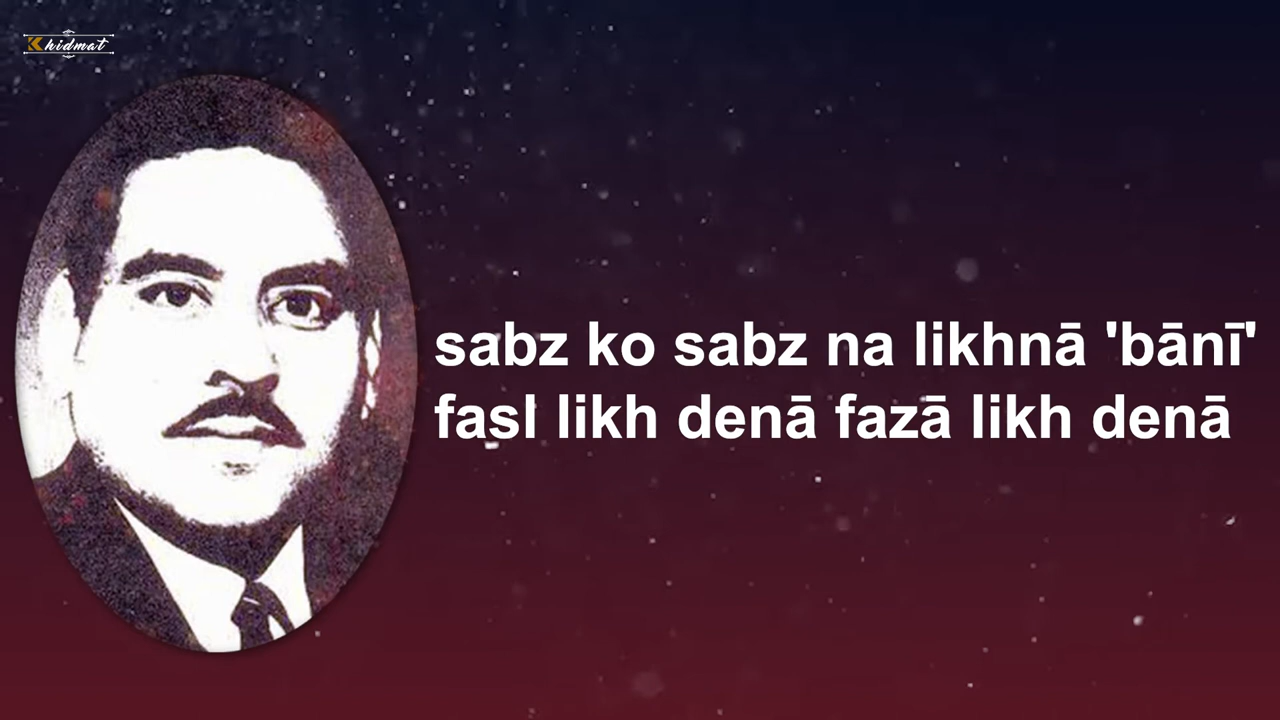 Khidmat
sabz ko sabz na likhnā 'bānī'
fasl likh denā fazā likh denā